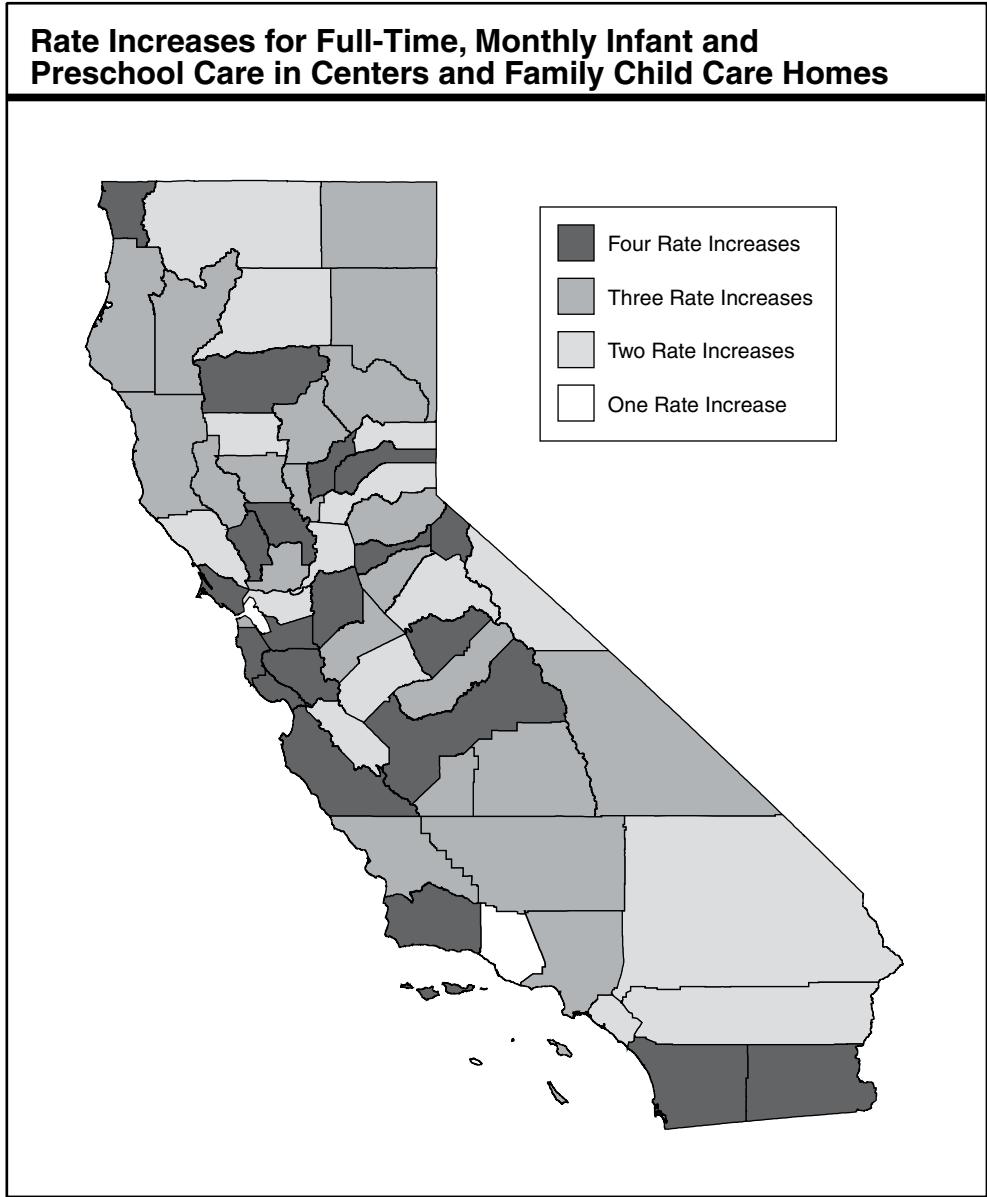 Rate Increases for Full-Time, Monthly Infant and
Preschool Care in Centers and Family Child Care Homes
Four Rate Increases
Three Rate Increases
Two Rate Increases
One Rate Increase